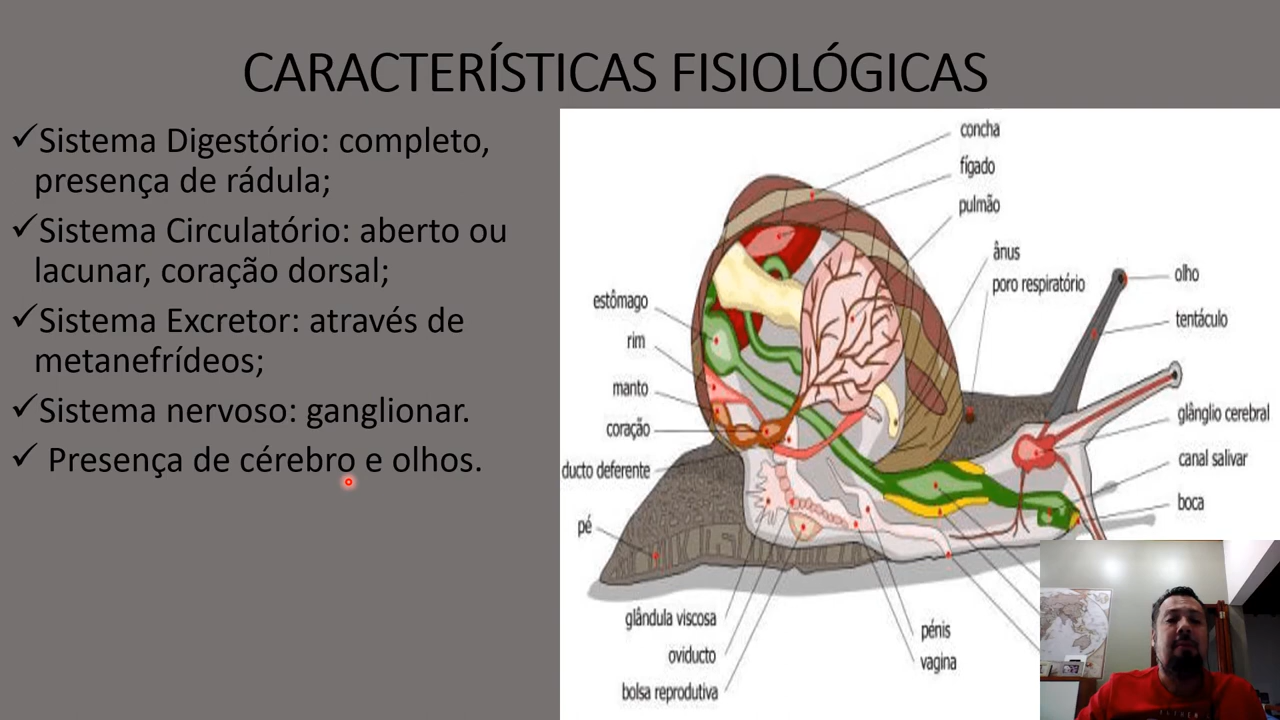 CARACTERÍSTICAS FISIOLÓGICAS
✓Sistema Digestório: completo,
presença de rádula;
✓Sistema Circulatório: aberto ou
lacunar, coração dorsal;
✓Sistema Excretor: através de
metanefrídeos;
✓Sistema nervoso: ganglionar.
✓ Presença de cérebro e olhos.
concha
fígado
pulmão
ânus
poro respiratório
olho
tentáculo
estômago
rim
manto
coração
ducto deferente
pé
glânglio cerebral
canal salivar
boca
glândula viscosa
oviducto
bolsa reprodutiva
pénis
vagina